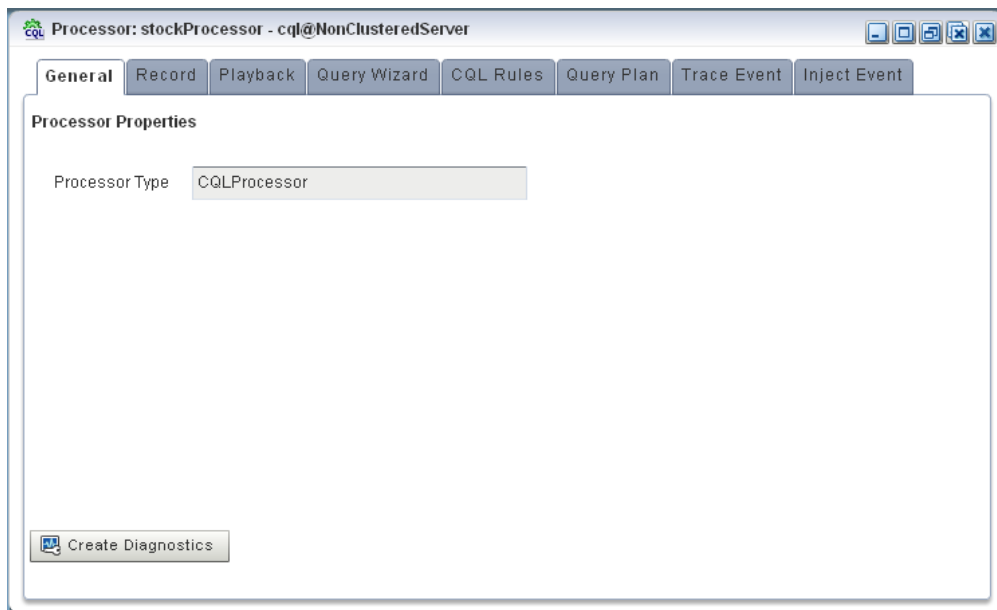 CQL Processor: stockProcessor - cql@NonClusteredServer
General Record Playback Query Wizard CQL Rules Query Plan Trace Event Inject Event
Processor Properties
Processor Type CQLProcessor
Create Diagnostics